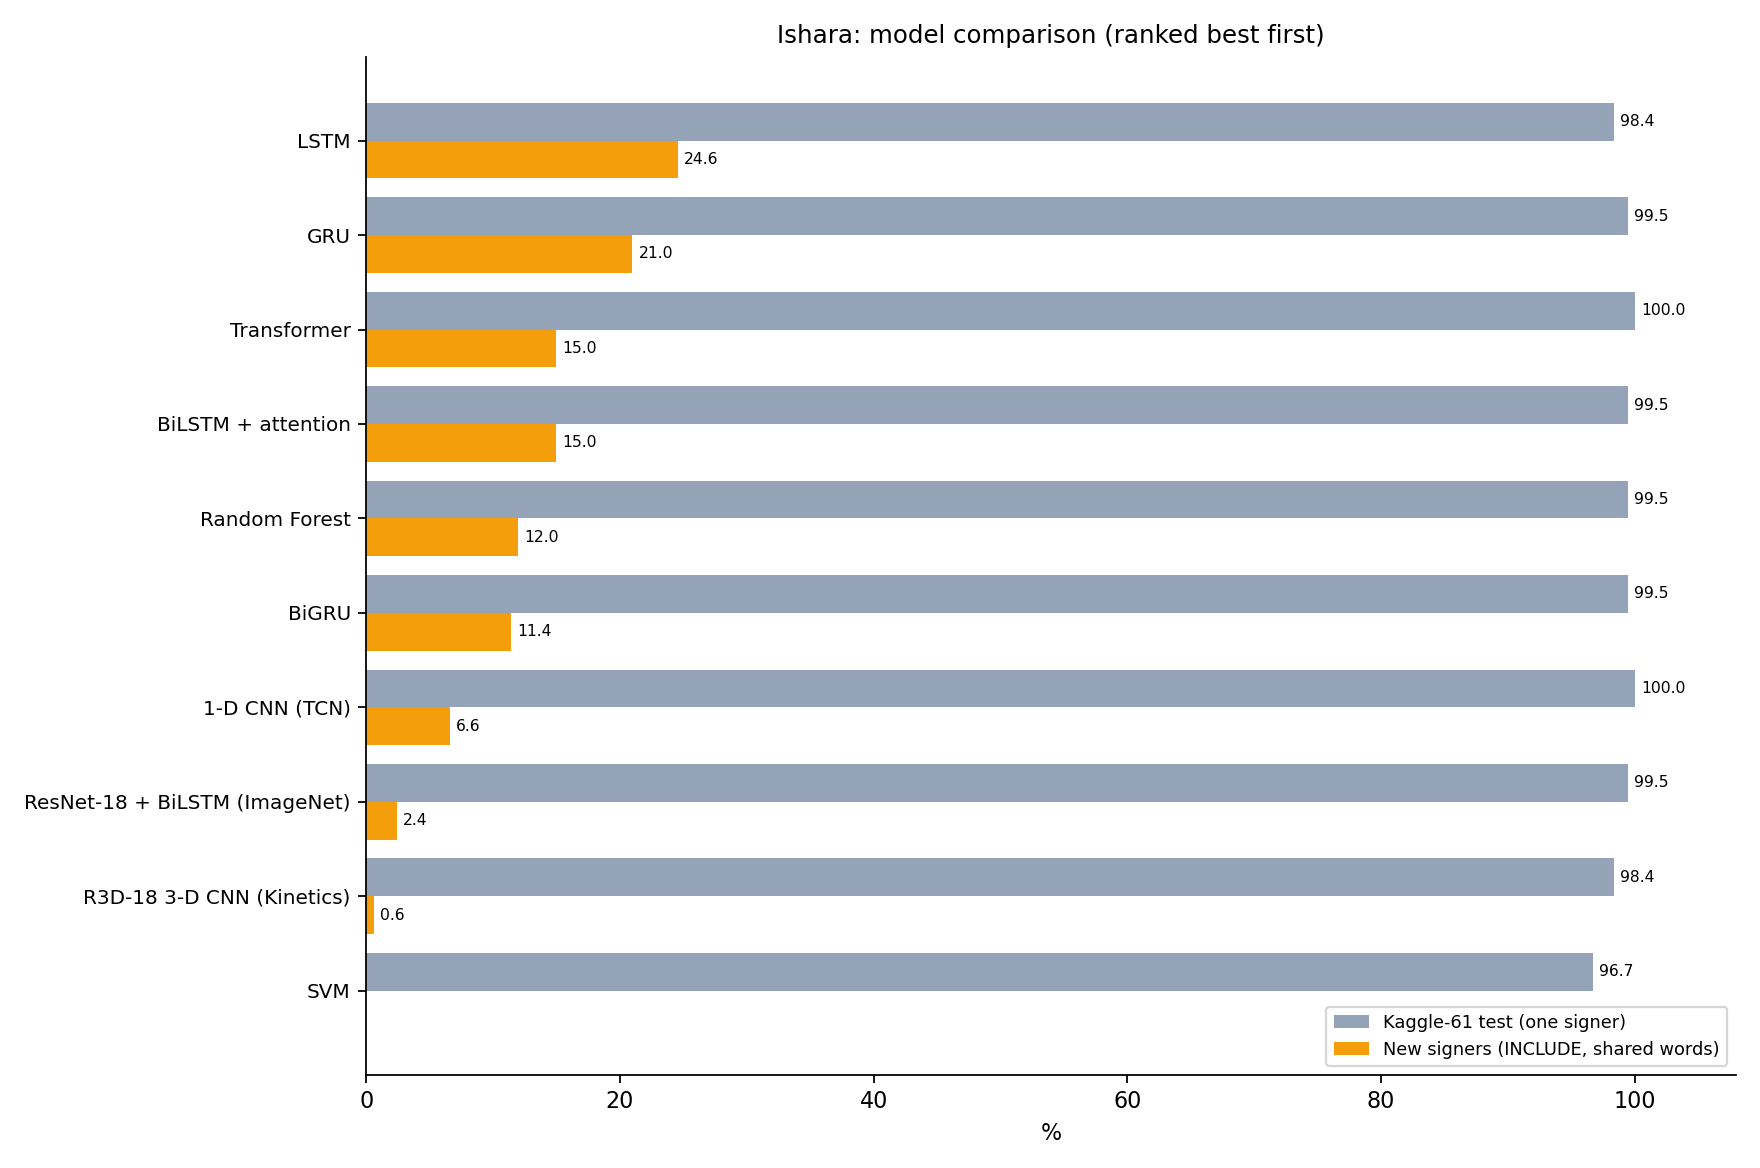 Ishara: model comparison (ranked best first)
LSTM
98.4
24.6
GRU
99.5
21.0
Transformer
100.0
15.0
BiLSTM + attention
99.5
15.0
Random Forest
99.5
12.0
BiGRU
99.5
11.4
1-D CNN (TCN)
100.0
6.6
ResNet-18 + BiLSTM (ImageNet)
99.5
2.4
R3D-18 3-D CNN (Kinetics)
98.4
0.6
SVM
96.7
Kaggle-61 test (one signer)
New signers (INCLUDE, shared words)
0 20 40 60 80 100
%